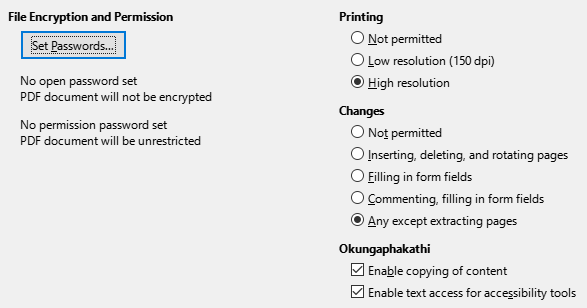 File Encryption and Permission
Set Passwords...
No open password set
PDF document will not be encrypted
No permission password set
PDF document will be unrestricted
Printing
Not permitted
Low resolution (150 dpi)
High resolution
Changes
Not permitted
Inserting, deleting, and rotating pages
Filling in form fields
Commenting, filling in form fields
Any except extracting pages
Okungaphakathi
Enable copying of content
Enable text access for accessibility tools